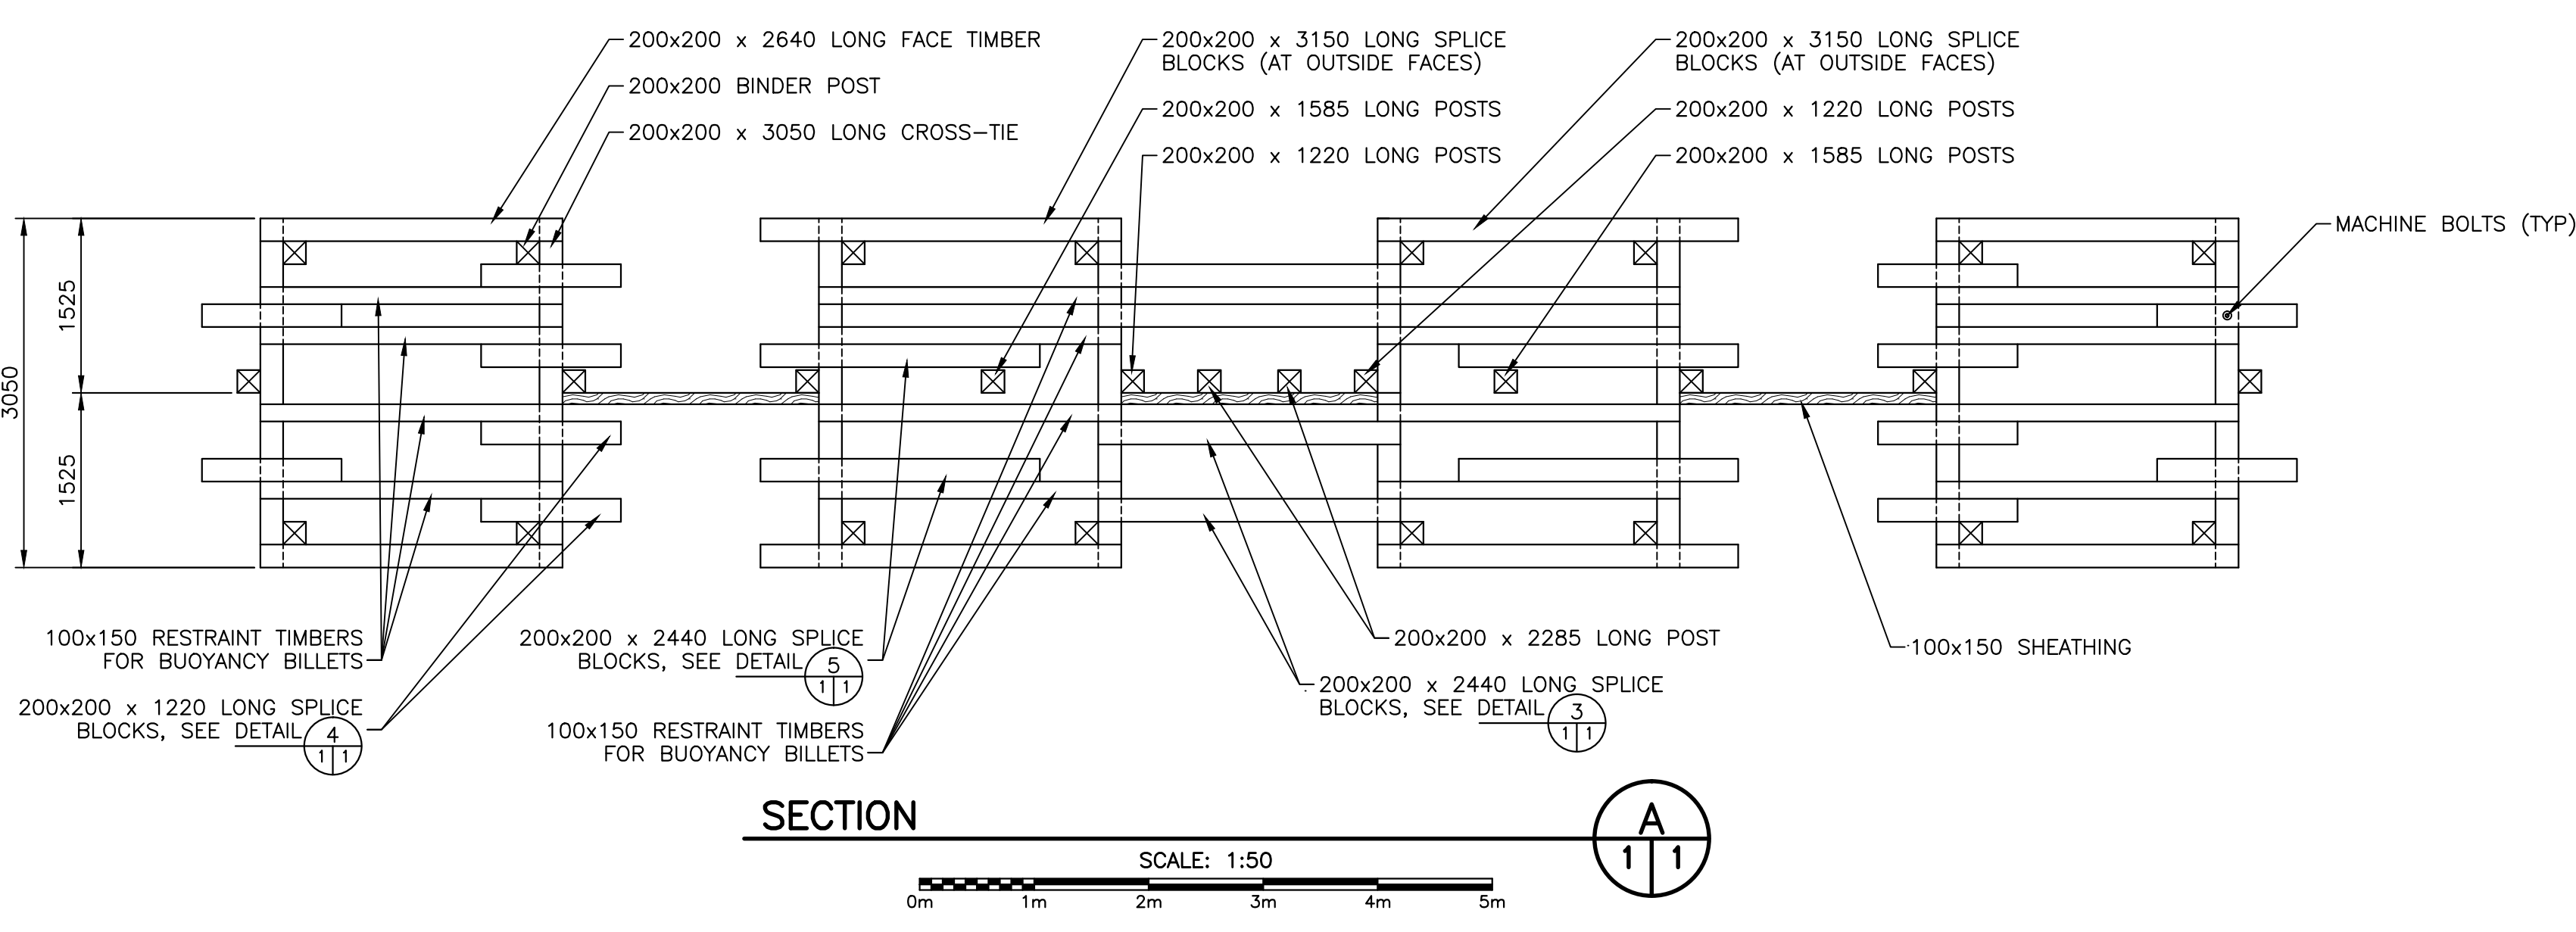 200x200 x 2640 LONG FACE TIMBER
200x200 BINDER POST
200x200 x 3050 LONG CROSS-TIE
200x200 x 3150 LONG SPLICE
BLOCKS (AT OUTSIDE FACES)
200x200 x 1585 LONG POSTS
200x200 x 1220 LONG POSTS
200x200 x 3150 LONG SPLICE
BLOCKS (AT OUTSIDE FACES)
200x200 x 1220 LONG POSTS
200x200 x 1585 LONG POSTS
MACHINE BOLTS (TYP)
3050
1525
1525
100x150 RESTRAINT TIMBERS
FOR BUOYANCY BILLETS
200x200 x 1220 LONG SPLICE
BLOCKS, SEE DETAIL
4
1 1
200x200 x 2440 LONG SPLICE
BLOCKS, SEE DETAIL
5
1 1
100x150 RESTRAINT TIMBERS
FOR BUOYANCY BILLETS
200x200 x 2285 LONG POST
200x200 x 2440 LONG SPLICE
BLOCKS, SEE DETAIL
3
1 1
100x150 SHEATHING
SECTION
A
1 1
SCALE: 1:50
0m 1m 2m 3m 4m 5m